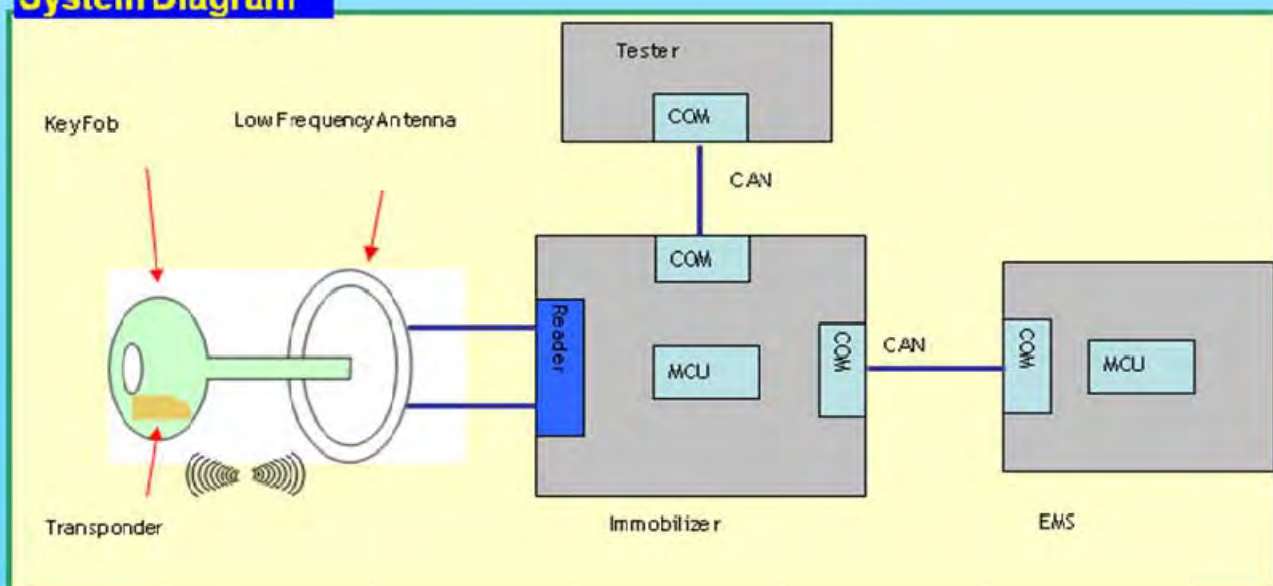 System Diagram
Tester
COM
KeyFob
Low Frequency Antenna
CAN
COM
Reader
MCU
COM
CAN
COM
MCU
Transponder
Immobilizer
EMS